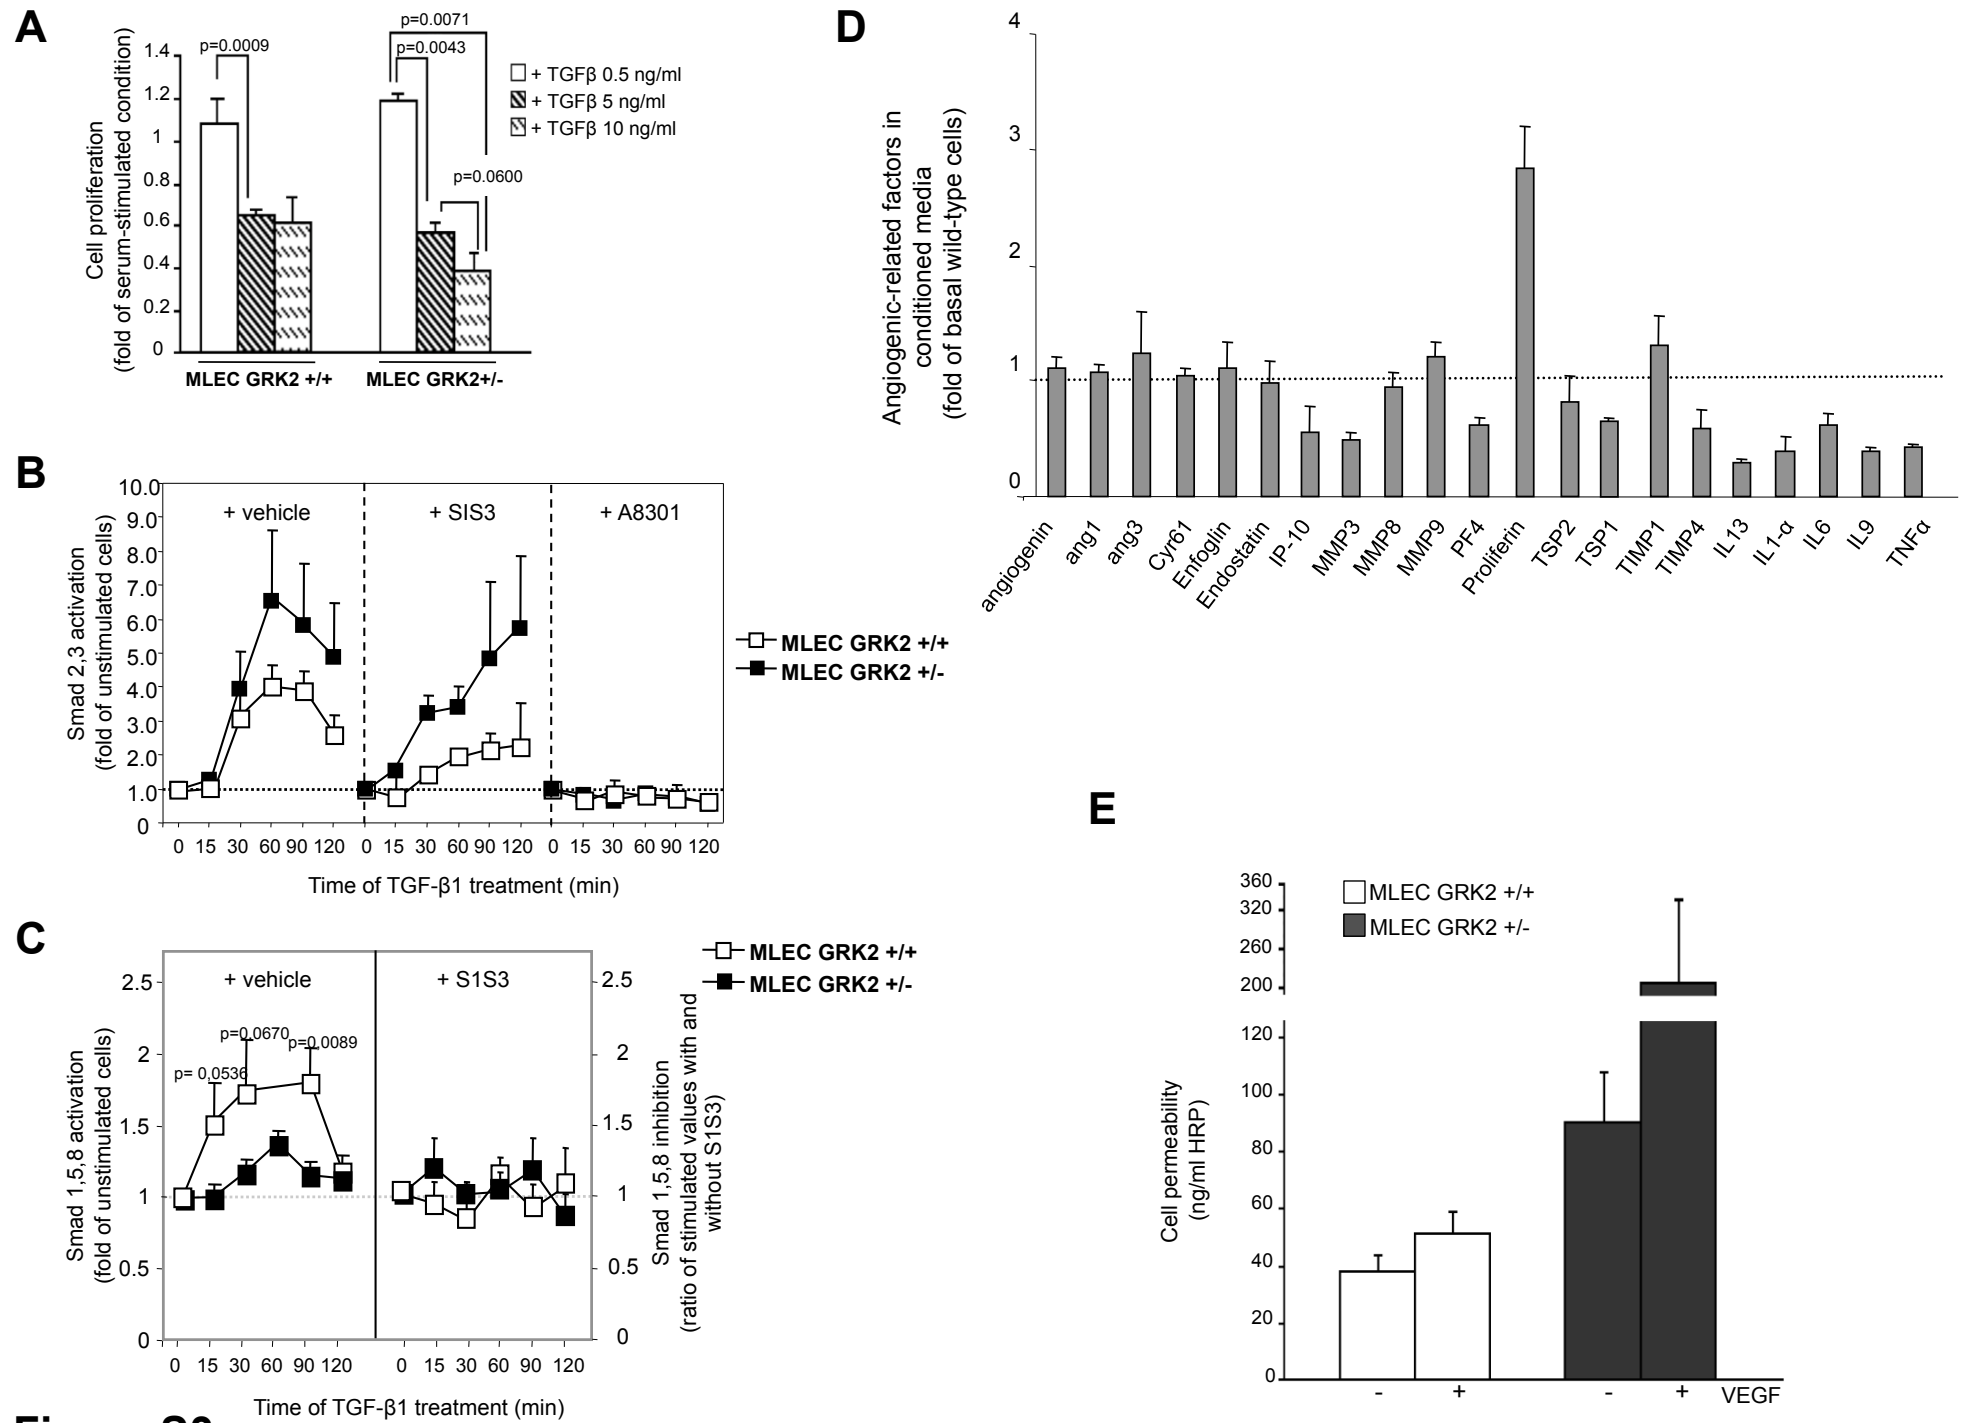 A
p=0.0071
p=0.0009
p=0.0043
p=0.0600
Cell proliferation
(fold of serum-stimulated condition)
1.4
1.2
1
0.8
0.6
0.4
0.2
0
+ TGFβ 0.5 ng/ml
+ TGFβ 5 ng/ml
+ TGFβ 10 ng/ml
MLEC GRK2 +/+
MLEC GRK2+/-
B
Smad 2,3 activation
(fold of unstimulated cells)
10.0
9.0
8.0
7.0
6.0
5.0
4.0
3.0
2.0
1.0
0
+ vehicle
+ SIS3
+ A8301
0 15 30 60 90 120
0 15 30 60 90 120
0 15 30 60 90 120
Time of TGF-β1 treatment (min)
MLEC GRK2 +/+
MLEC GRK2 +/-
C
Smad 1,5,8 activation
(fold of unstimulated cells)
2.5
2
1.5
1
0.5
0
+ vehicle
+ S1S3
p= 0,0536
p=0,0670
p=0,0089
2.5
2
1.5
1
0.5
0
Smad 1,5,8 inhibition
(ratio of stimulated values with and
without S1S3)
0 15 30 60 90 120
0 15 30 60 90 120
Time of TGF-β1 treatment (min)
MLEC GRK2 +/+
MLEC GRK2 +/-
D
Angiogenic-related factors in
conditioned media
(fold of basal wild-type cells)
4
3
2
1
0
angiogenin
ang1
ang3
Cyr61
Enfoglin
Endostatin
IP-10
MMP3
MMP8
MMP9
PF4
Proliferin
TSP2
TSP1
TIMP1
TIMP4
IL13
IL1-α
IL6
IL9
TNFα
E
Cell permeability
(ng/ml HRP)
360
320
260
200
120
100
80
60
40
20
0
MLEC GRK2 +/+
MLEC GRK2 +/-
- + - + VEGF